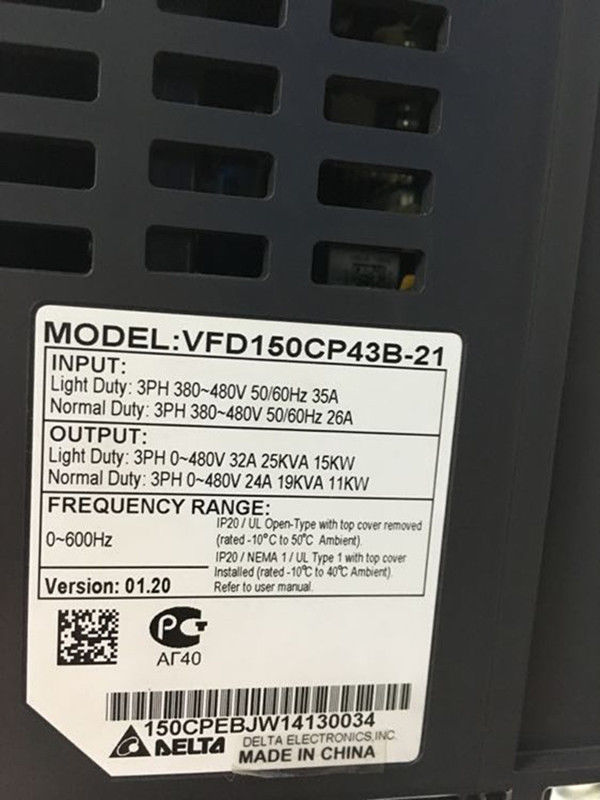 MODEL:VFD150CP43B-21
INPUT:
Light Duty: 3PH 380~480V 50/60Hz 35A
Normal Duty: 3PH 380~480V 50/60Hz 26A
OUTPUT:
Light Duty: 3PH 0~480V 32A 25KVA 15KW
Normal Duty: 3PH 0~480V 24A 19KVA 11KW
FREQUENCY RANGE:
0~600Hz
IP20 / UL Open-Type with top cover removed
(rated -10°C to 50°C Ambient).
IP20 / NEMA 1 / UL Type 1 with top cover
Installed (rated -10°C to 40°C Ambient).
Refer to user manual.
Version: 01.20
РСТ
АГ40
150CPEBJW14130034
DELTA DELTA ELECTRONICS,INC.
MADE IN CHINA